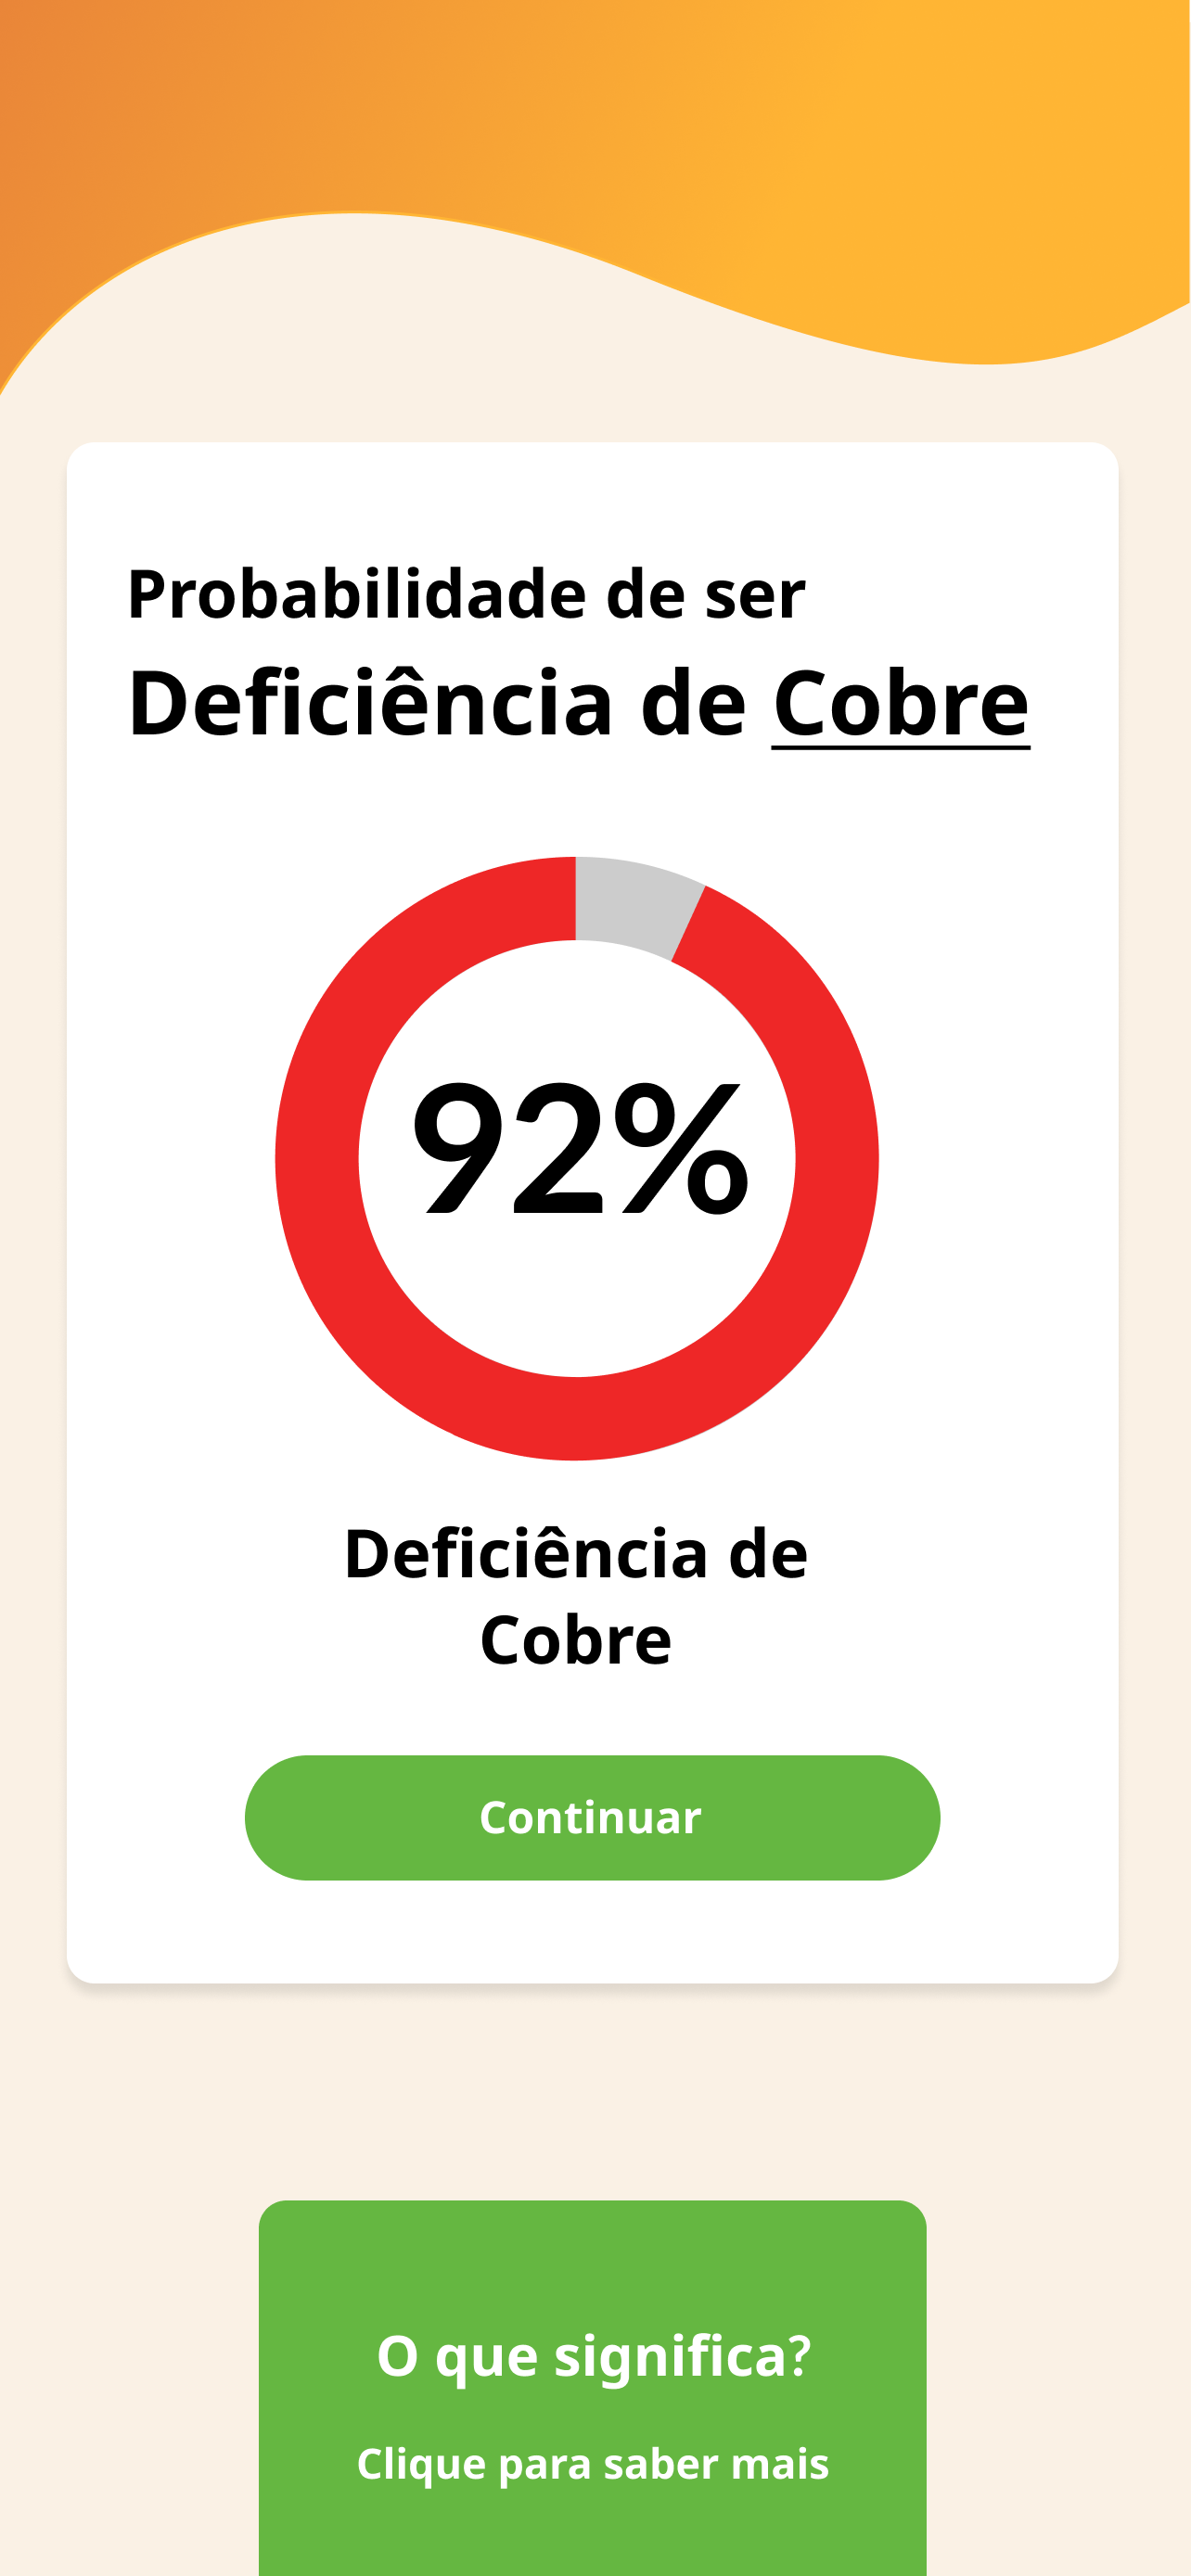 Probabilidade de ser
Deficiência de Cobre
92%
Deficiência de
Cobre
Continuar
O que significa?
Clique para saber mais